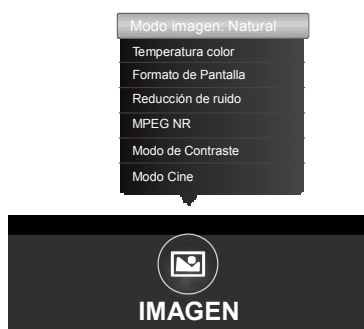 Modo imagen: Natural
Temperatura color
Formato de Pantalla
Reducción de ruido
MPEG NR
Modo de Contraste
Modo Cine
IMAGEN